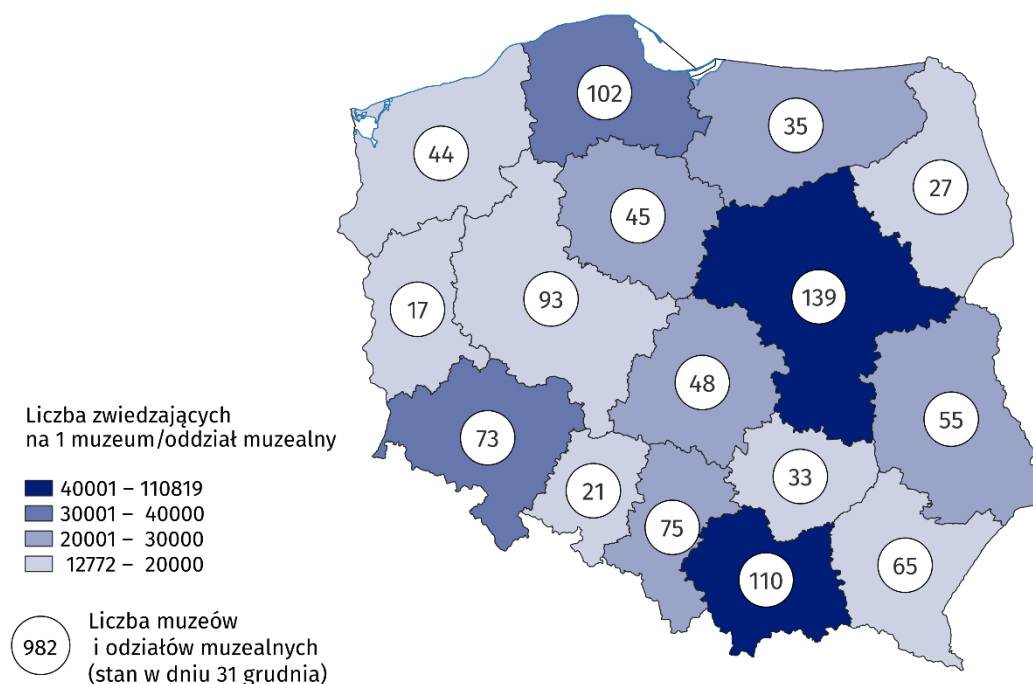 102
35
44
27
45
139
93
17
48
55
Liczba zwiedzających
na 1 muzeum/oddział muzealny
73
33
21
40001 – 110819
30001 – 40000
20001 – 30000
12772 – 20000
75
65
110
982
Liczba muzeów
i odziałów muzealnych
(stan w dniu 31 grudnia)